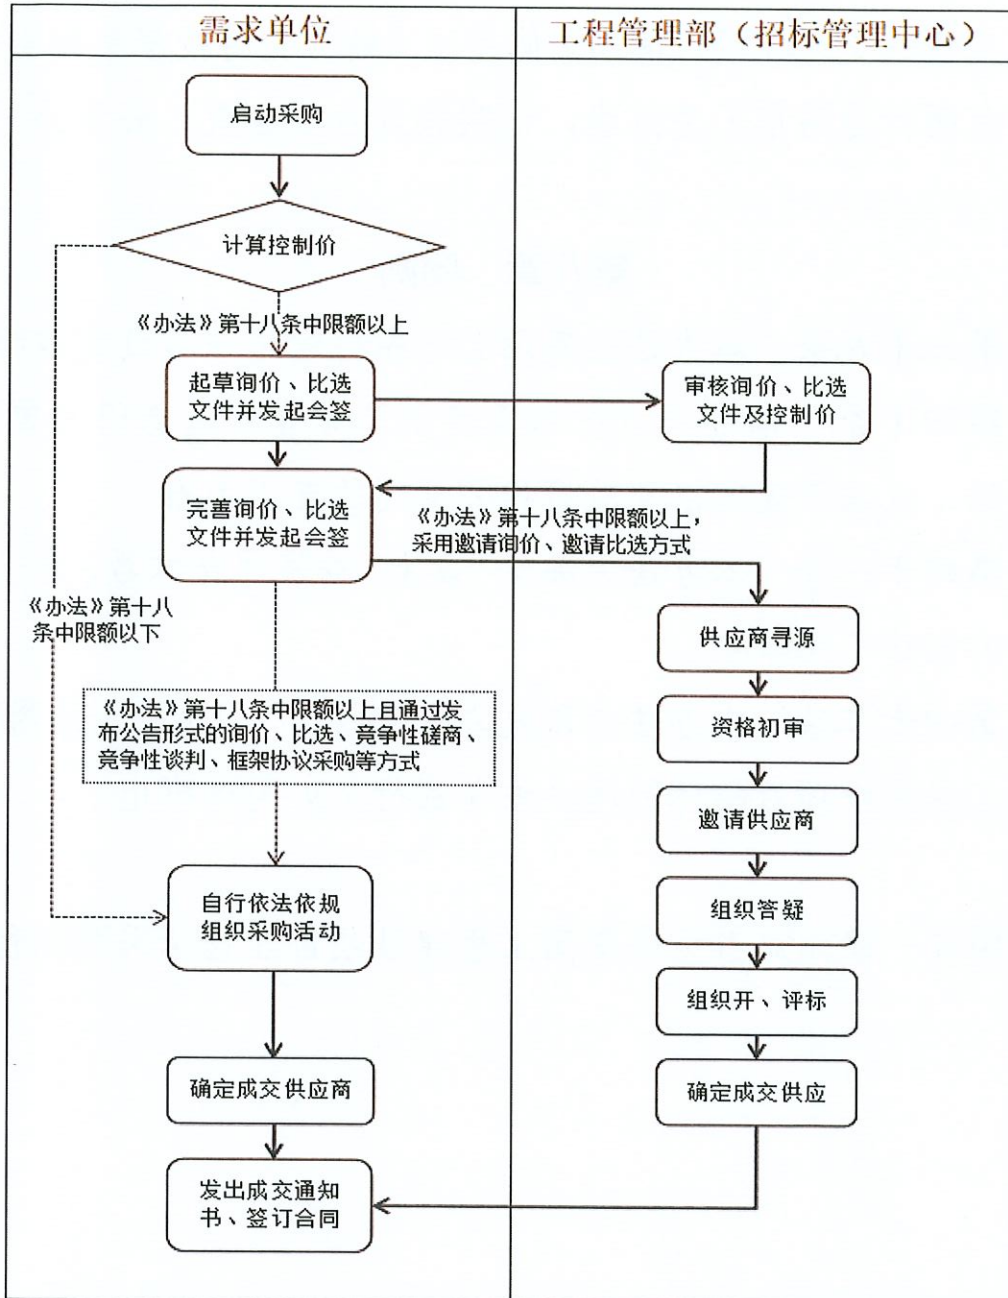 需求单位
工程管理部（招标管理中心）
启动采购
计算控制价
《办法》第十八条中限额以上
起草询价、比选
文件并发起会签
审核询价、比选
文件及控制价
完善询价、比选
文件并发起会签
《办法》第十八条中限额以上，
采用邀请询价、邀请比选方式
《办法》第十八
条中限额以下
供应商寻源
《办法》第十八条中限额以上且通过发
布公告形式的询价、比选、竞争性磋商、
竞争性谈判、框架协议采购等方式
资格初审
邀请供应商
自行依法依规
组织采购活动
组织答疑
组织开、评标
确定成交供应商
确定成交供应
发出成交通知
书、签订合同